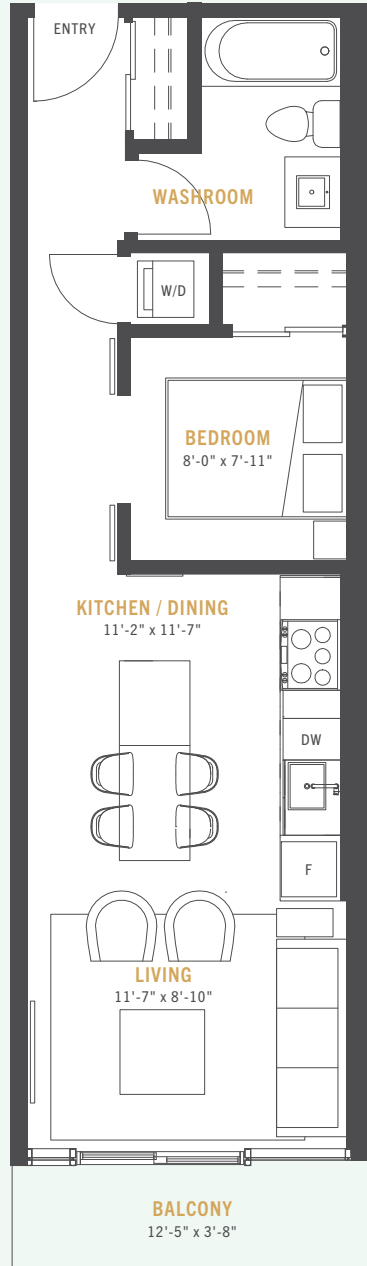 ENTRY
WASHROOM
W/D
BEDROOM
8'-0" x 7'-11"
KITCHEN / DINING
11'-2" x 11'-7"
DW
F
LIVING
11'-7" x 8'-10"
BALCONY
12'-5" x 3'-8"